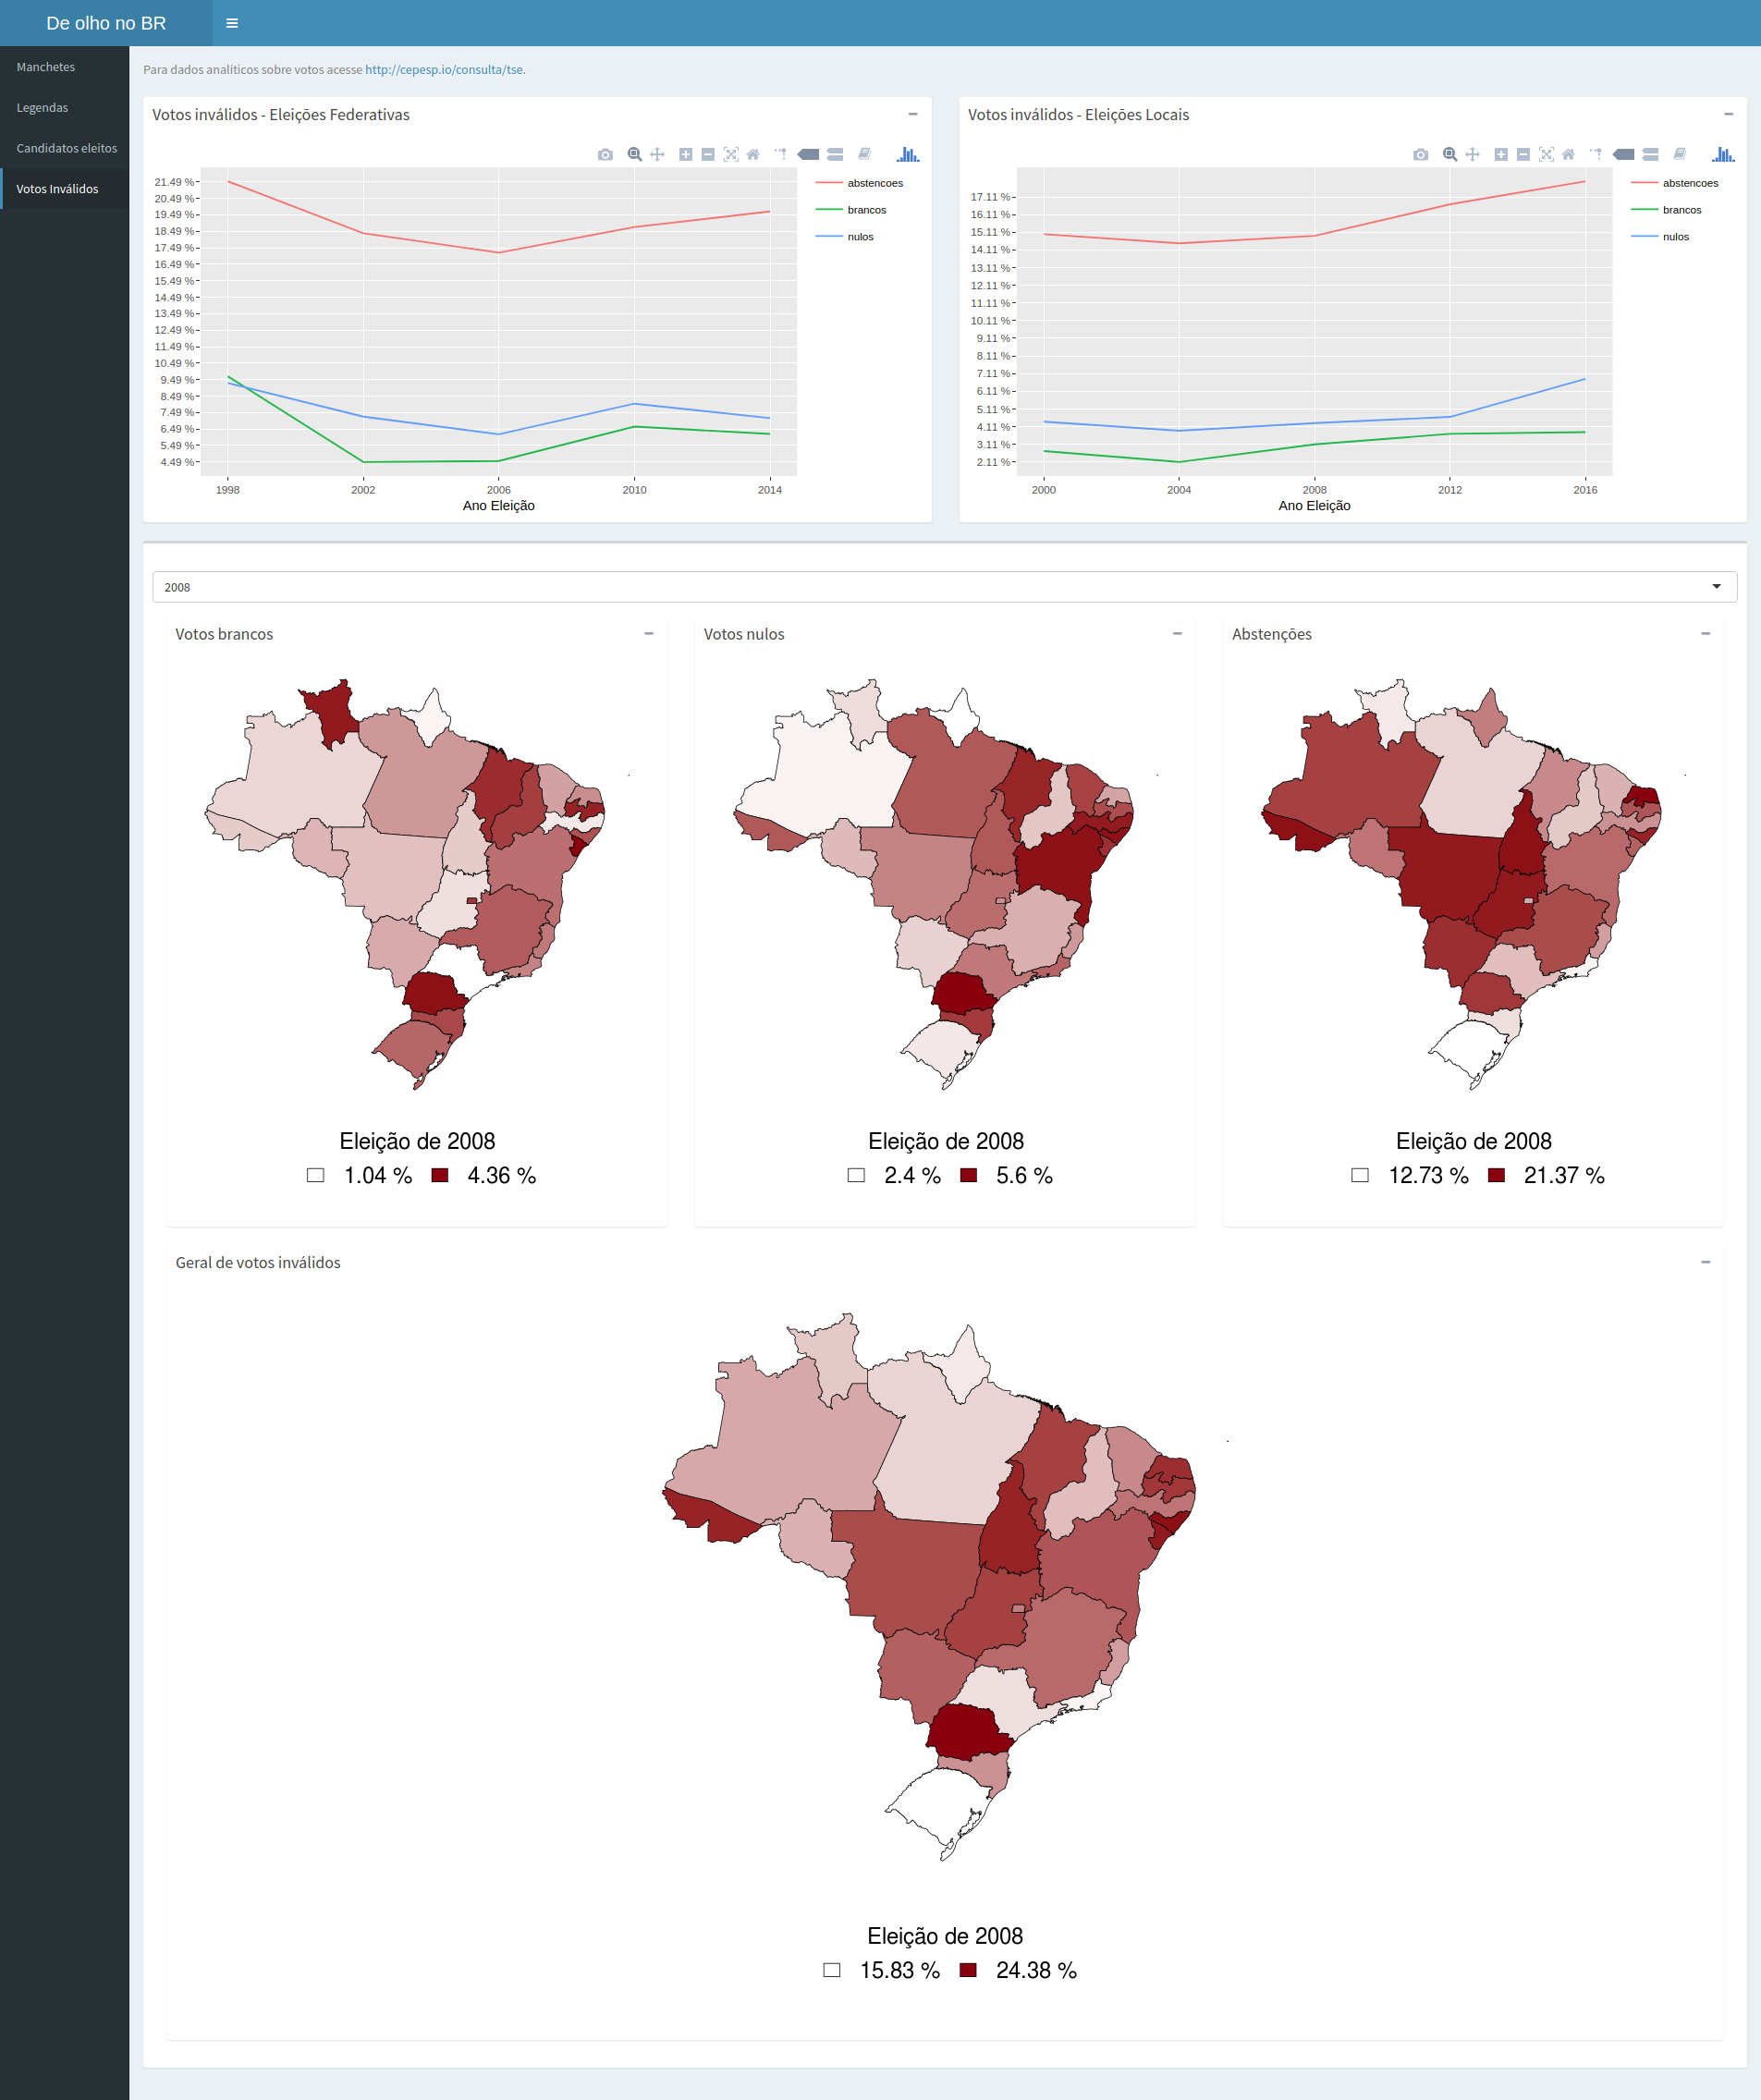 De olho no BR
Manchetes
Legendas
Candidatos eleitos
Votos Inválidos
Para dados analíticos sobre votos acesse http://cepesp.io/consulta/tse.
Votos inválidos - Eleições Federativas
21.49 %
20.49 %
19.49 %
18.49 %
17.49 %
16.49 %
15.49 %
14.49 %
13.49 %
12.49 %
11.49 %
10.49 %
9.49 %
8.49 %
7.49 %
6.49 %
5.49 %
4.49 %
1998 2002 2006 2010 2014
Ano Eleição
abstencoes
brancos
nulos
Votos inválidos - Eleições Locais
17.11 %
16.11 %
15.11 %
14.11 %
13.11 %
12.11 %
11.11 %
10.11 %
9.11 %
8.11 %
7.11 %
6.11 %
5.11 %
4.11 %
3.11 %
2.11 %
2000 2004 2008 2012 2016
Ano Eleição
abstencoes
brancos
nulos
2008
Votos brancos
Eleição de 2008
1.04 % 4.36 %
Votos nulos
Eleição de 2008
2.4 % 5.6 %
Abstenções
Eleição de 2008
12.73 % 21.37 %
Geral de votos inválidos
Eleição de 2008
15.83 % 24.38 %